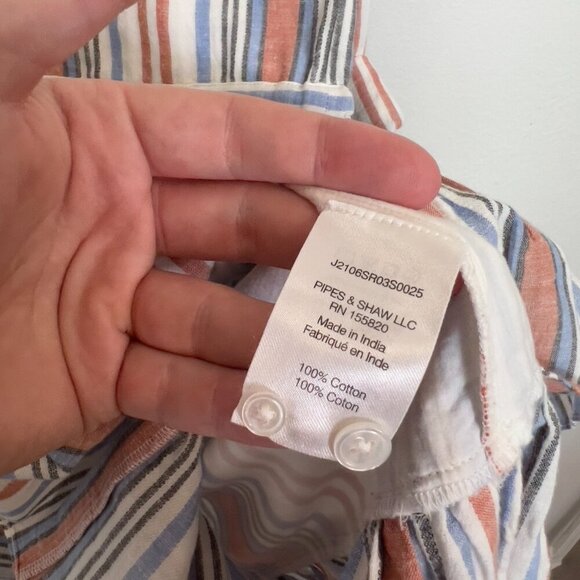 J2106SR03S0025
PIPES & SHAW LLC
RN 155820
Made in India
Fabriqué en Inde
100% Cotton
100% Coton